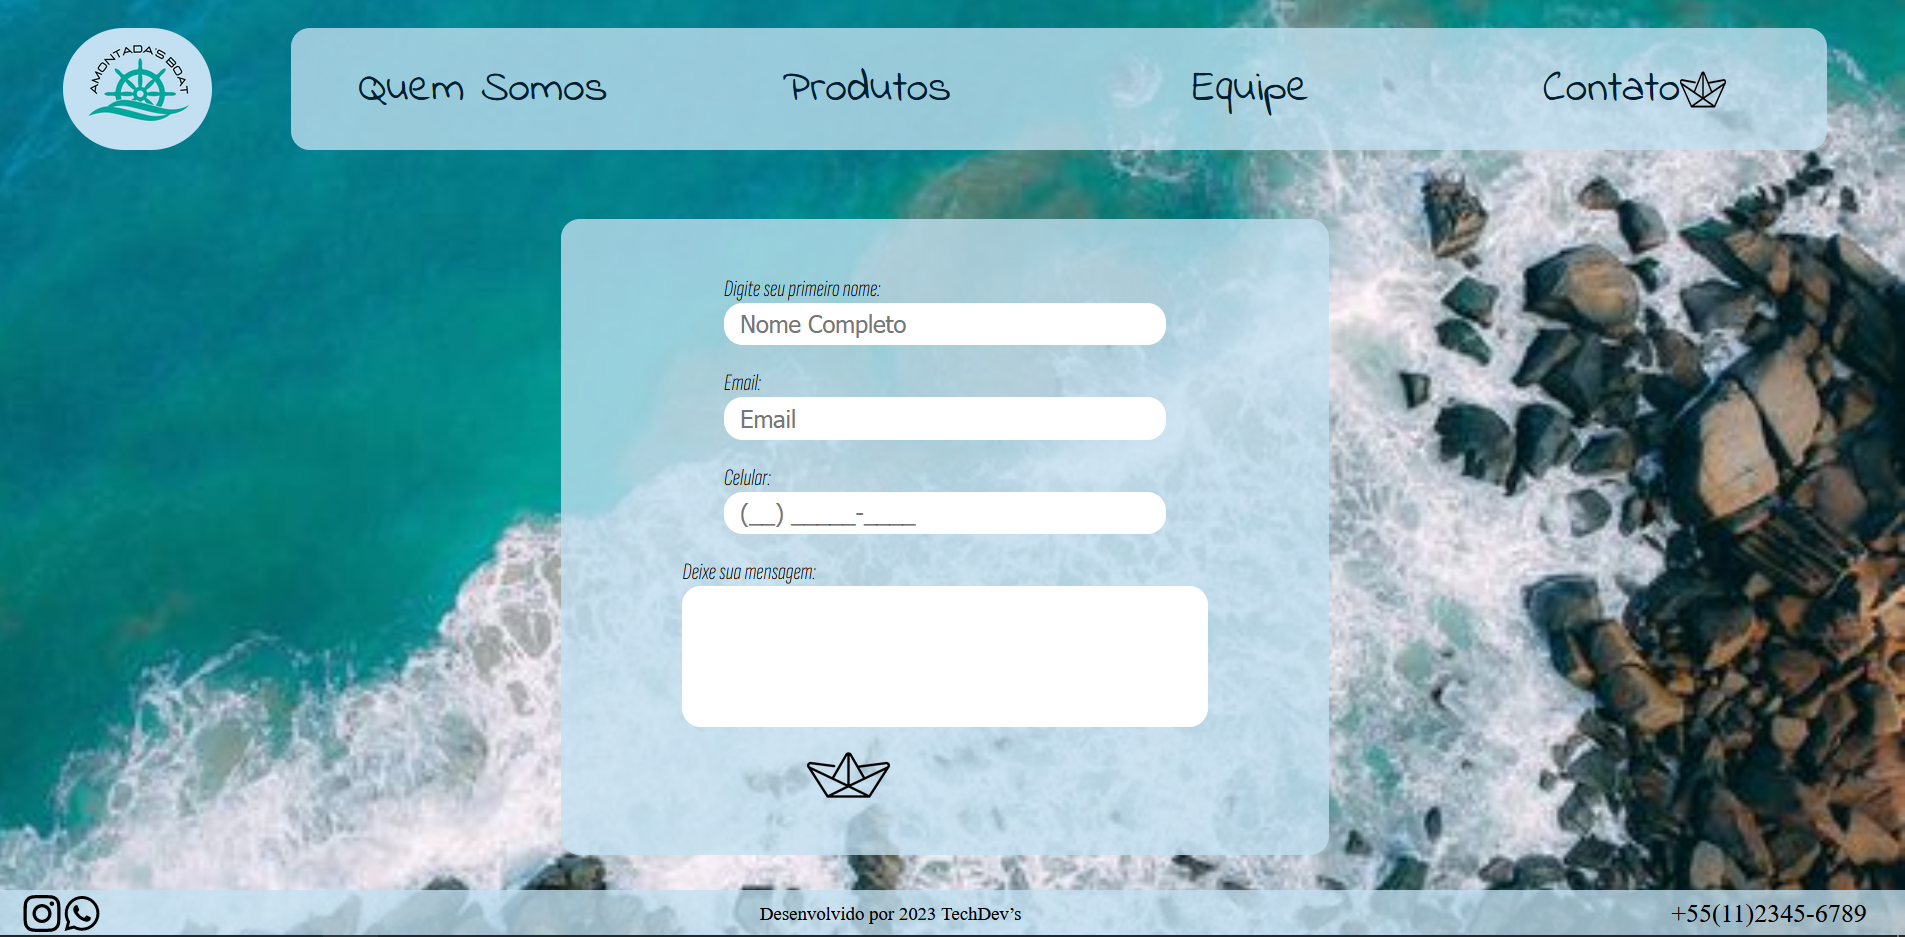 AMONTADA'S BOAT
Quem Somos Produtos Equipe Contato
Digite seu primeiro nome:
Nome Completo
Email:
Email
Celular:
(__) _____-____
Deixe sua mensagem:
Desenvolvido por 2023 TechDev’s
+55(11)2345-6789